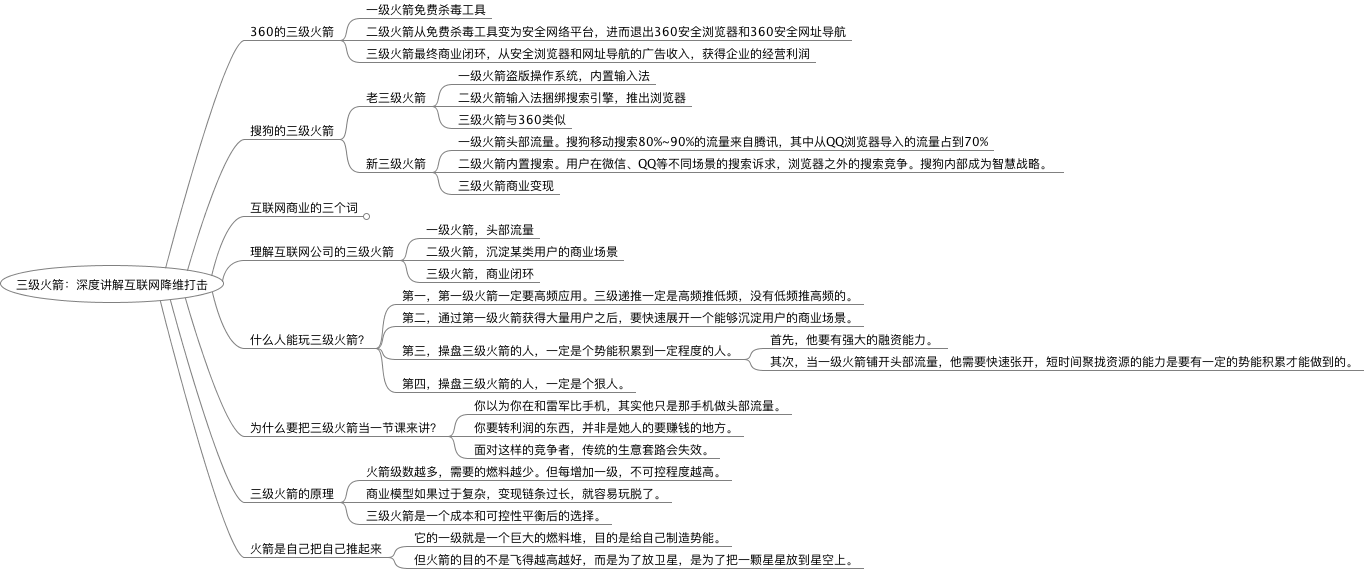 360的三级火箭
一级火箭免费杀毒工具
二级火箭从免费杀毒工具变为安全网络平台，进而退出360安全浏览器和360安全网址导航
三级火箭最终商业闭环，从安全浏览器和网址导航的广告收入，获得企业的经营利润
搜狗的三级火箭
老三级火箭
一级火箭盗版操作系统，内置输入法
二级火箭输入法捆绑搜索引擎，推出浏览器
三级火箭与360类似
新三级火箭
一级火箭头部流量。搜狗移动搜索80%~90%的流量来自腾讯，其中从QQ浏览器导入的流量占到70%
二级火箭内置搜索。用户在微信、QQ等不同场景的搜索诉求，浏览器之外的搜索竞争。搜狗内部成为智慧战略。
三级火箭商业变现
互联网商业的三个词
理解互联网公司的三级火箭
一级火箭，头部流量
二级火箭，沉淀某类用户的商业场景
三级火箭，商业闭环
三级火箭：深度讲解互联网降维打击
什么人能玩三级火箭？
第一，第一级火箭一定要高频应用。三级递推一定是高频推低频，没有低频推高频的。
第二，通过第一级火箭获得大量用户之后，要快速展开一个能够沉淀用户的商业场景。
第三，操盘三级火箭的人，一定是个势能积累到一定程度的人。
首先，他要有强大的融资能力。
其次，当一级火箭铺开头部流量，他需要快速张开，短时间聚拢资源的能力是要有一定的势能积累才能做到的。
第四，操盘三级火箭的人，一定是个狠人。
为什么要把三级火箭当一节课来讲？
你以为你在和雷军比手机，其实他只是那手机做头部流量。
你要转利润的东西，并非是她人的要赚钱的地方。
面对这样的竞争者，传统的生意套路会失效。
三级火箭的原理
火箭级数越多，需要的燃料越少。但每增加一级，不可控程度越高。
商业模型如果过于复杂，变现链条过长，就容易玩脱了。
三级火箭是一个成本和可控性平衡后的选择。
火箭是自己把自己推起来
它的一级就是一个巨大的燃料堆，目的是给自己制造势能。
但火箭的目的不是飞得越高越好，而是为了放卫星，是为了把一颗星星放到星空上。